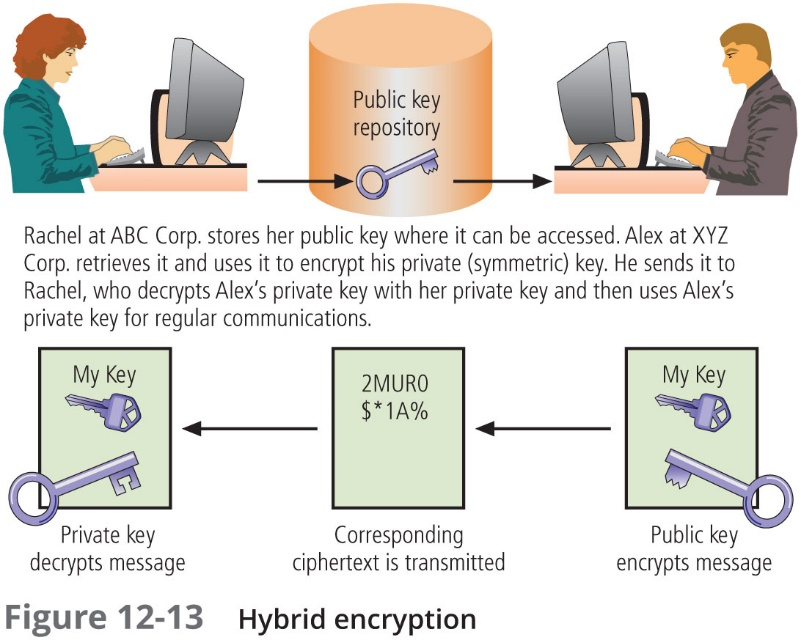 Public key
repository
Rachel at ABC Corp. stores her public key where it can be accessed. Alex at XYZ
Corp. retrieves it and uses it to encrypt his private (symmetric) key. He sends it to
Rachel, who decrypts Alex’s private key with her private key and then uses Alex’s
private key for regular communications.
My Key
2MUR0
$*1A%
My Key
Private key
decrypts message
Corresponding
ciphertext is transmitted
Public key
encrypts message
Figure 12-13 Hybrid encryption